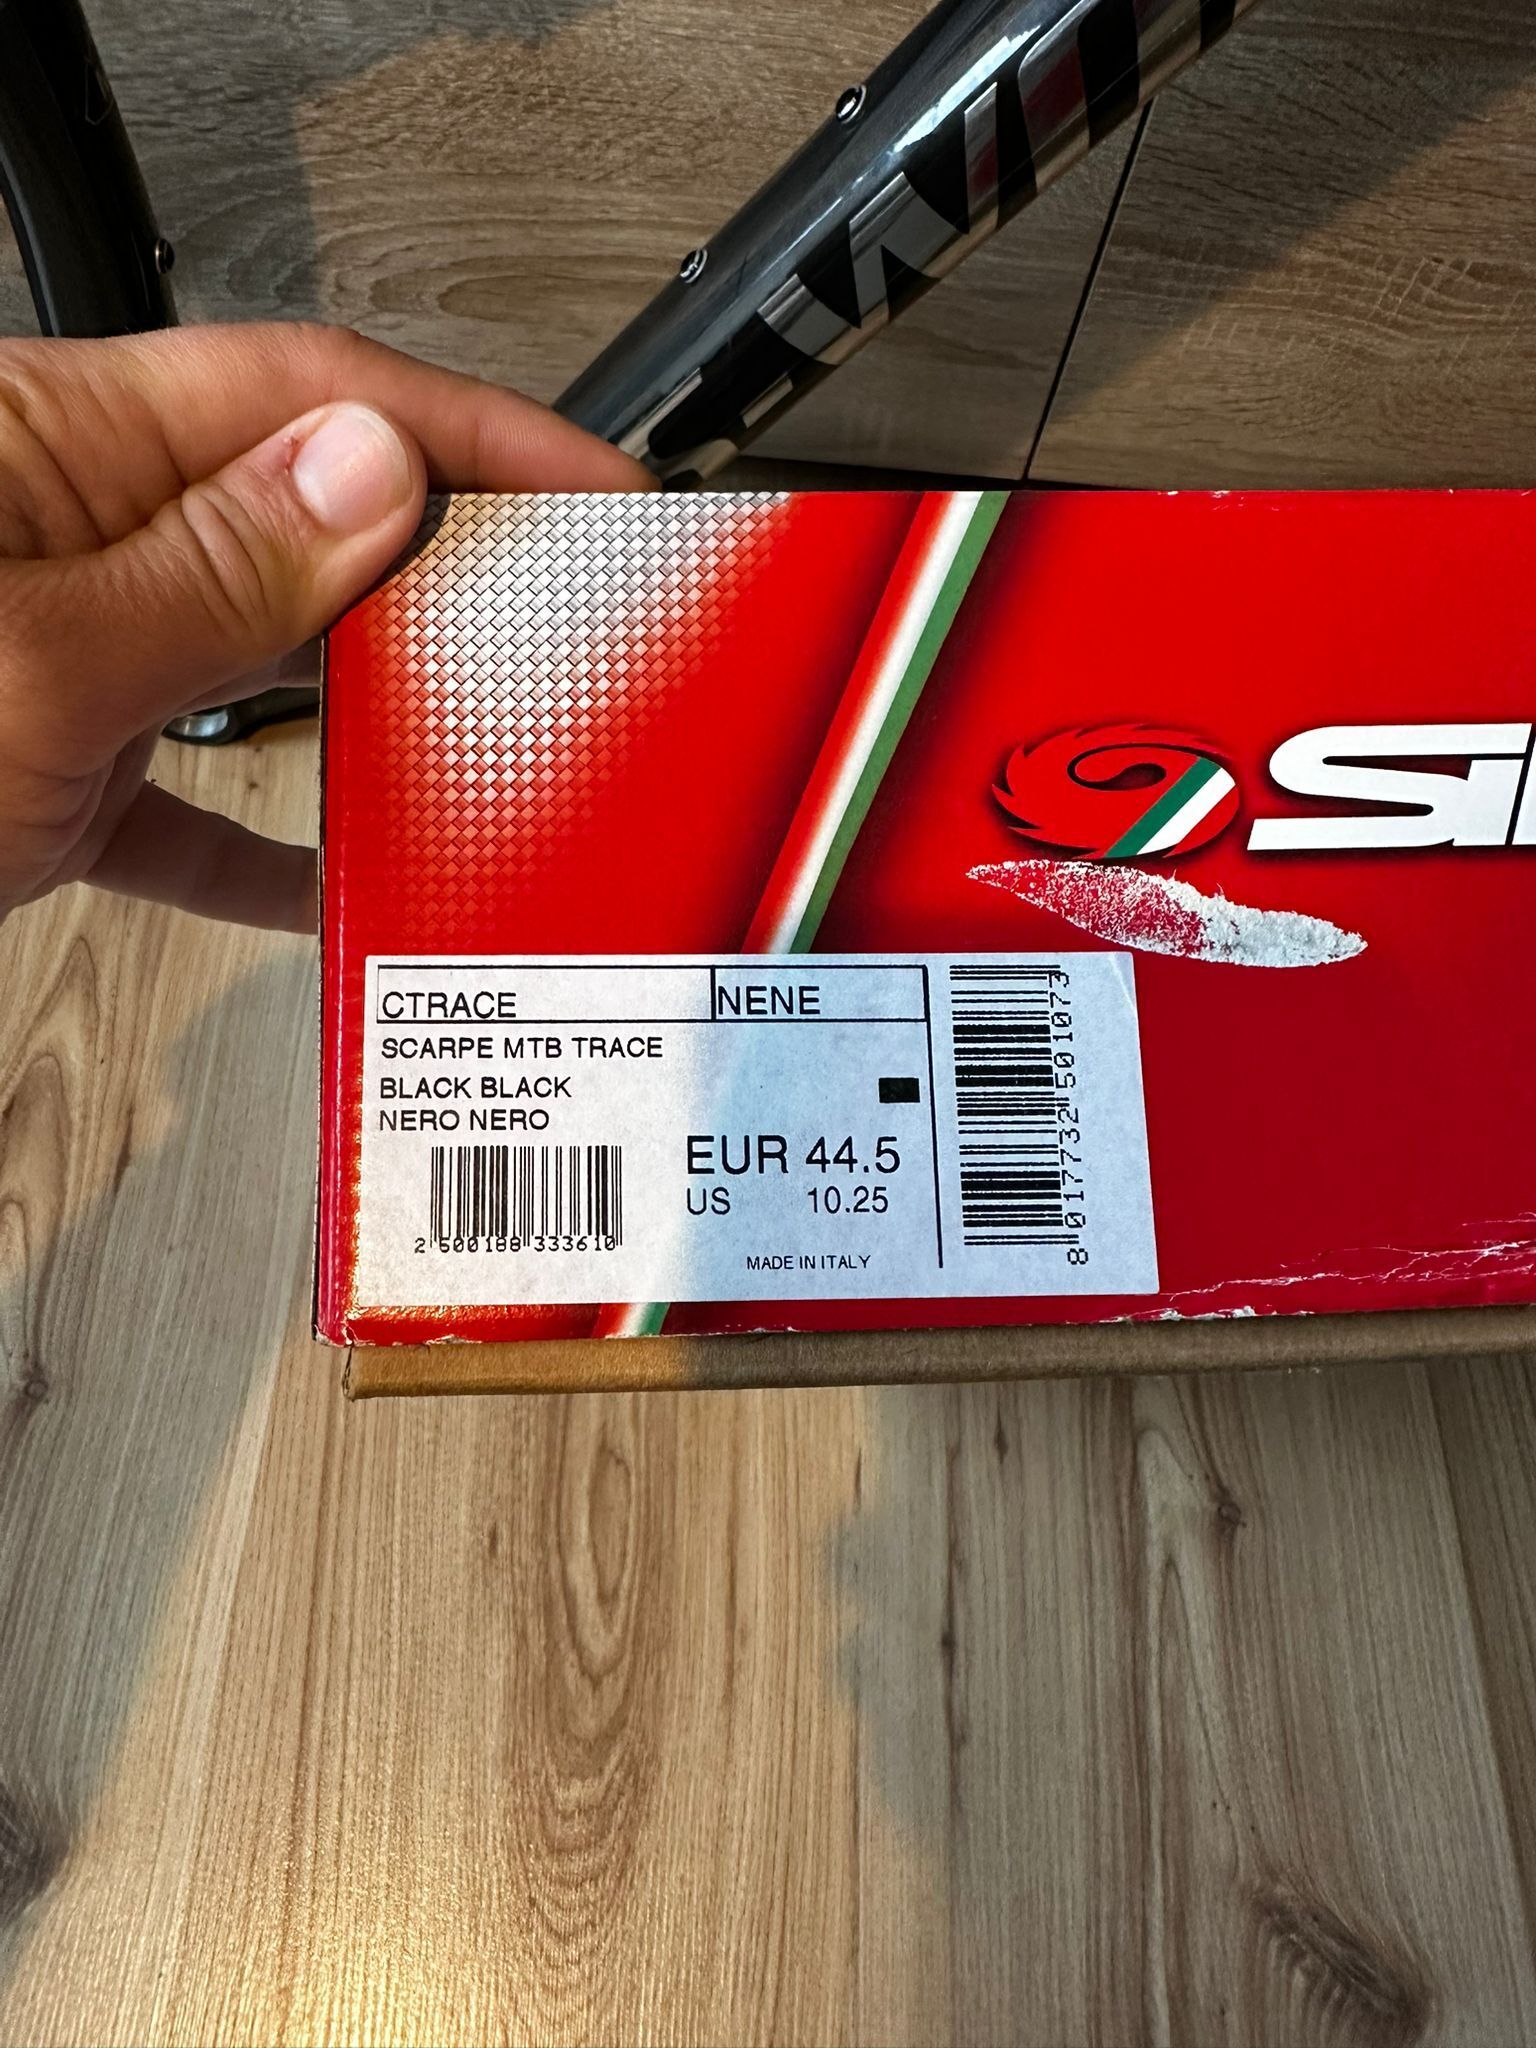 SI
CTRACE NENE
SCARPE MTB TRACE
BLACK BLACK
NERO NERO
EUR 44.5
US 10.25
MADE IN ITALY
2 500188 333610
8 017732 501073